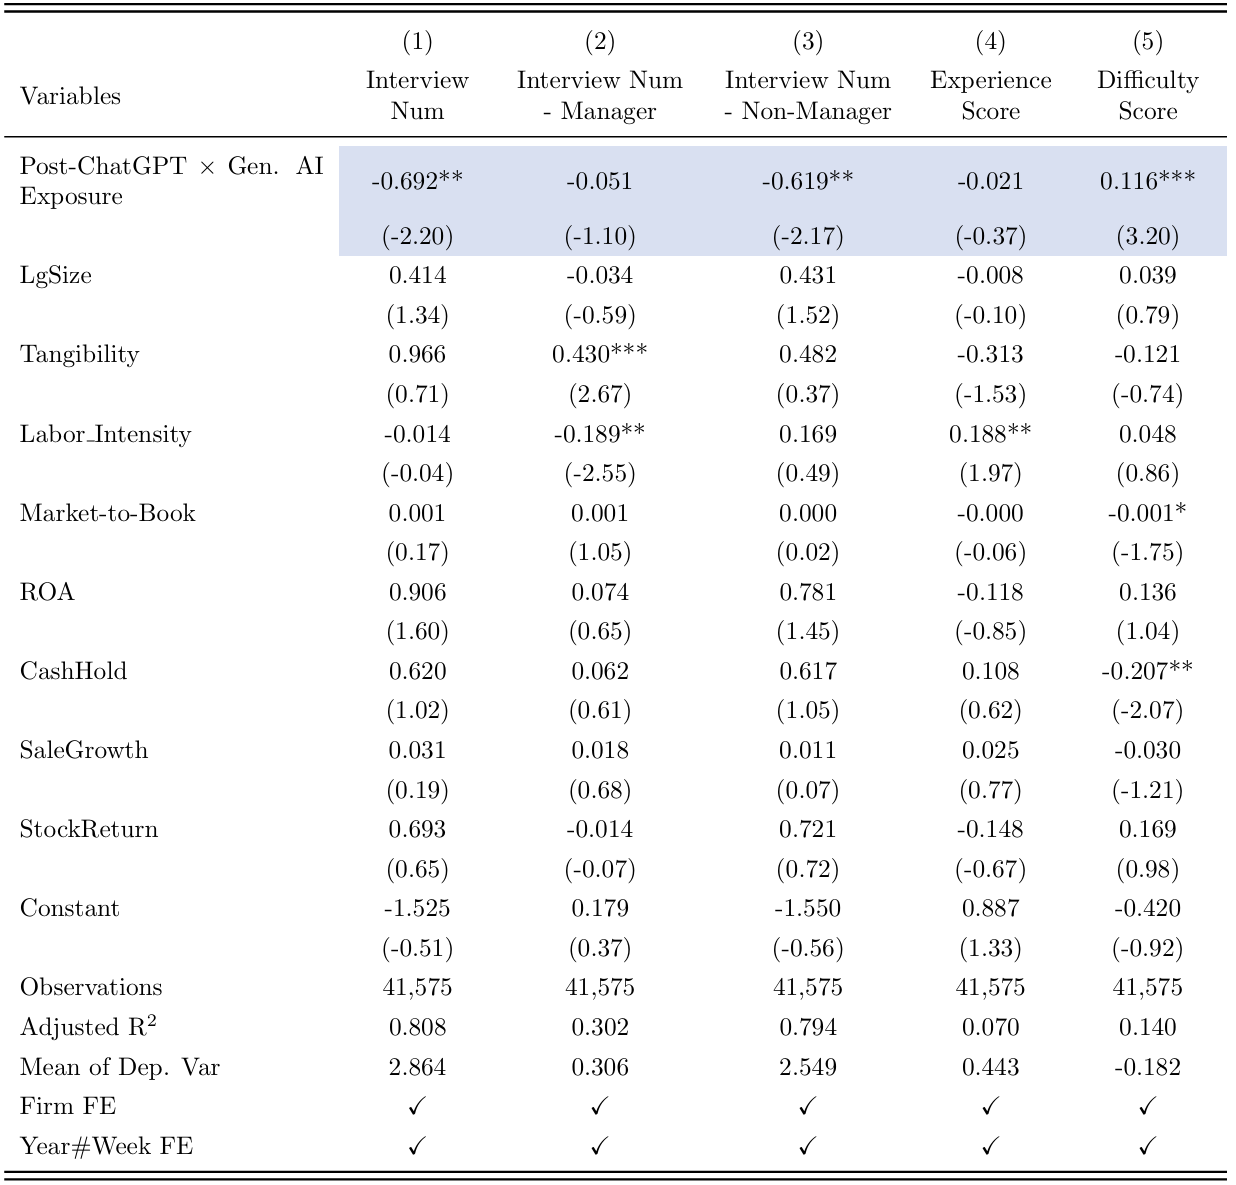 (1) (2) (3) (4) (5)
Variables Interview Num Interview Num - Manager Interview Num - Non-Manager Experience Score Difficulty Score
Post-ChatGPT × Gen. AI Exposure -0.692** -0.051 -0.619** -0.021 0.116***
(-2.20) (-1.10) (-2.17) (-0.37) (3.20)
LgSize 0.414 -0.034 0.431 -0.008 0.039
(1.34) (-0.59) (1.52) (-0.10) (0.79)
Tangibility 0.966 0.430*** 0.482 -0.313 -0.121
(0.71) (2.67) (0.37) (-1.53) (-0.74)
Labor_Intensity -0.014 -0.189** 0.169 0.188** 0.048
(-0.04) (-2.55) (0.49) (1.97) (0.86)
Market-to-Book 0.001 0.001 0.000 -0.000 -0.001*
(0.17) (1.05) (0.02) (-0.06) (-1.75)
ROA 0.906 0.074 0.781 -0.118 0.136
(1.60) (0.65) (1.45) (-0.85) (1.04)
CashHold 0.620 0.062 0.617 0.108 -0.207**
(1.02) (0.61) (1.05) (0.62) (-2.07)
SaleGrowth 0.031 0.018 0.011 0.025 -0.030
(0.19) (0.68) (0.07) (0.77) (-1.21)
StockReturn 0.693 -0.014 0.721 -0.148 0.169
(0.65) (-0.07) (0.72) (-0.67) (0.98)
Constant -1.525 0.179 -1.550 0.887 -0.420
(-0.51) (0.37) (-0.56) (1.33) (-0.92)
Observations 41,575 41,575 41,575 41,575 41,575
Adjusted R² 0.808 0.302 0.794 0.070 0.140
Mean of Dep. Var 2.864 0.306 2.549 0.443 -0.182
Firm FE ✓ ✓ ✓ ✓ ✓
Year#Week FE ✓ ✓ ✓ ✓ ✓